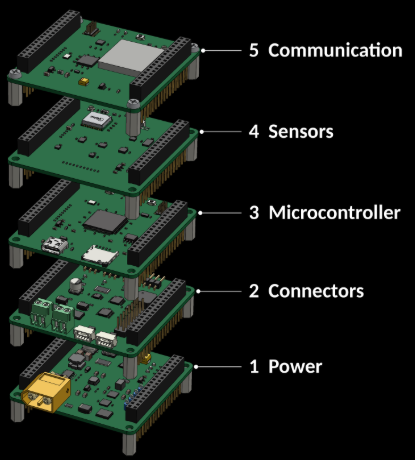 5 Communication
4 Sensors
3 Microcontroller
2 Connectors
1 Power